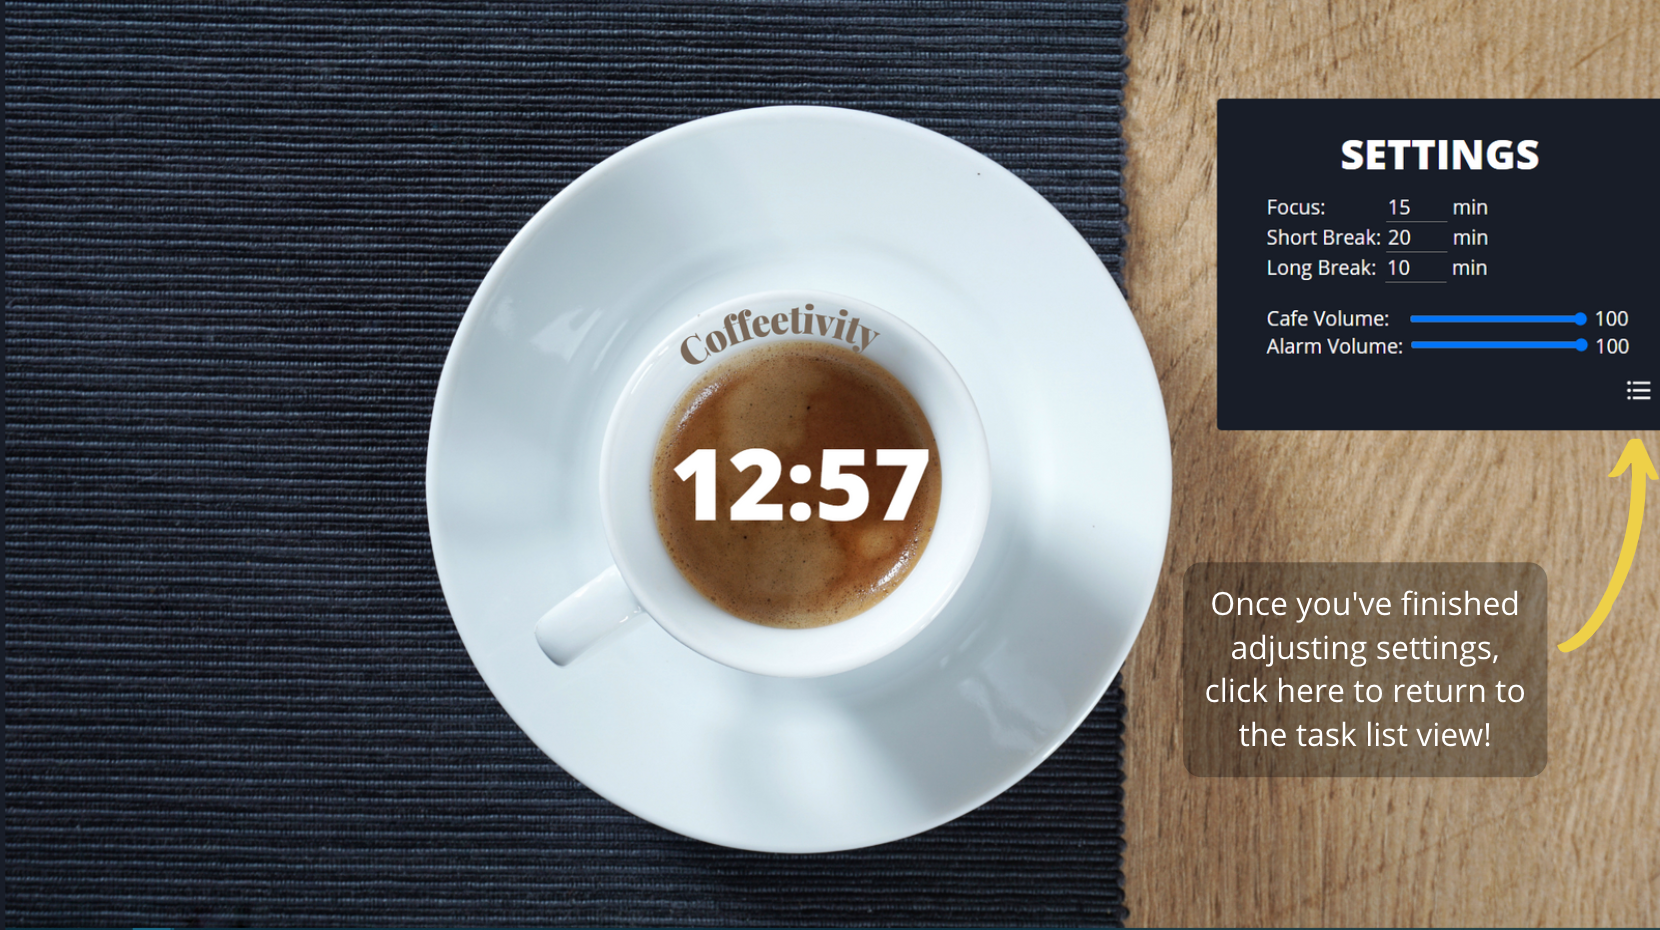 Coffeetivity
12:57
SETTINGS
Focus: 15 min
Short Break: 20 min
Long Break: 10 min
Cafe Volume: 100
Alarm Volume: 100
Once you've finished
adjusting settings,
click here to return to
the task list view!